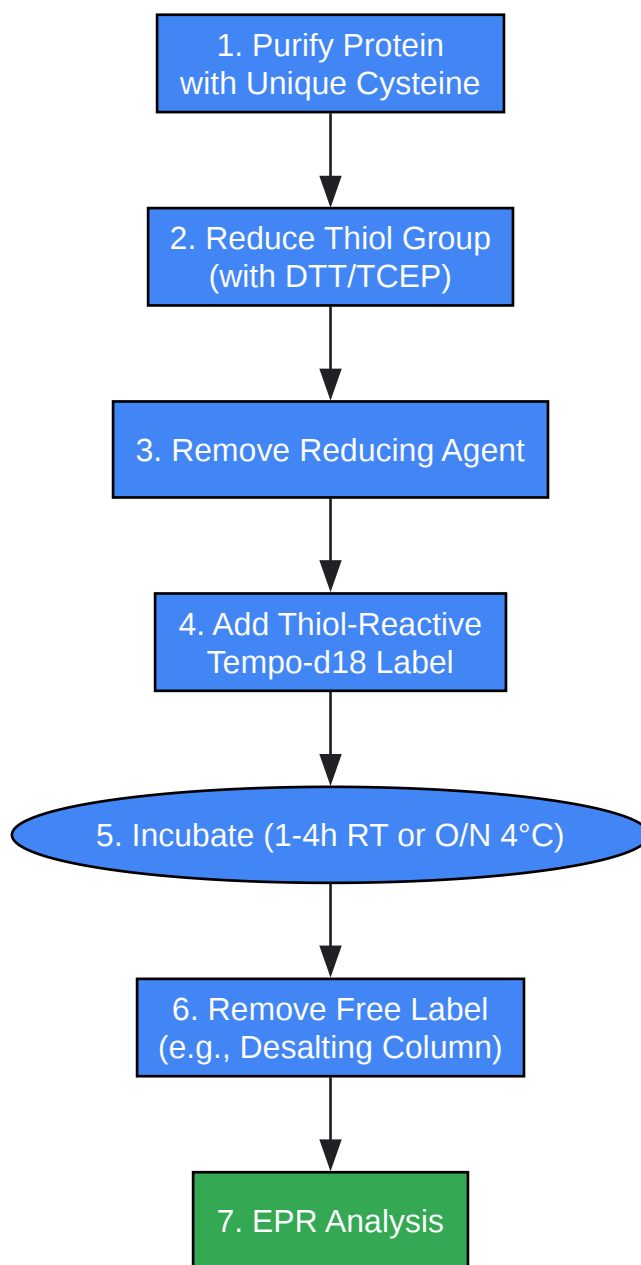 1. Purify Protein
with Unique Cysteine
2. Reduce Thiol Group
(with DTT/TCEP)
3. Remove Reducing Agent
4. Add Thiol-Reactive
Tempo-d18 Label
5. Incubate (1-4h RT or O/N 4°C)
6. Remove Free Label
(e.g., Desalting Column)
7. EPR Analysis